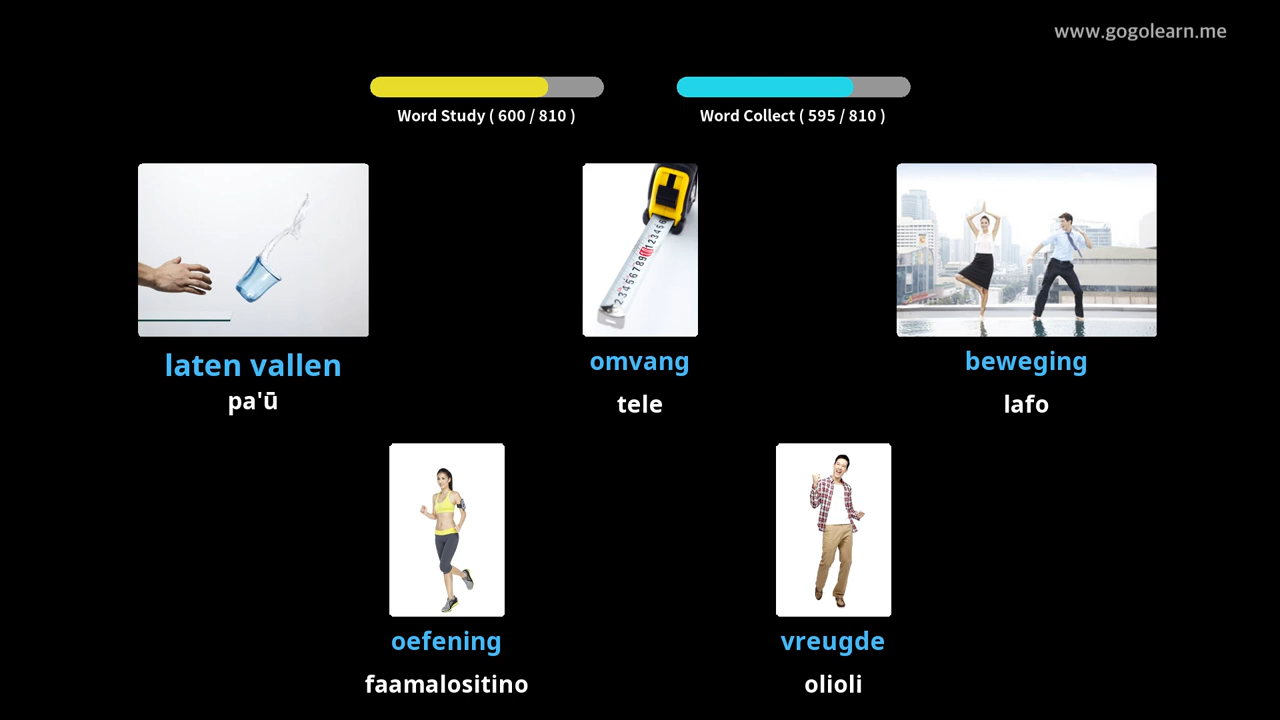 www.gogolearn.me
Word Study ( 600 / 810 )
Word Collect ( 595 / 810 )
laten vallen
pa'ū
omvang
tele
beweging
lafo
oefening
faamalositino
vreugde
olioli